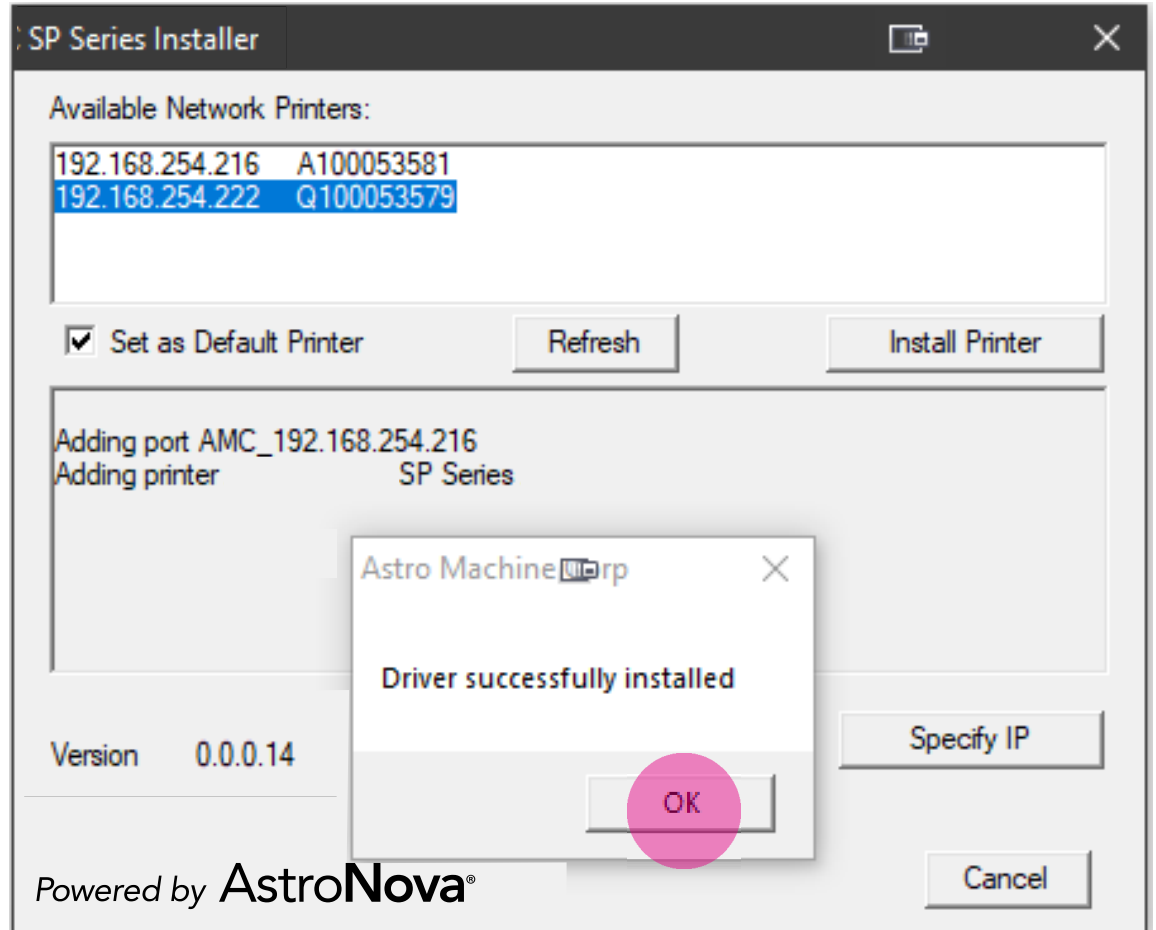 SP Series Installer
Available Network Printers:
192.168.254.216 A100053581
192.168.254.222 Q100053579
Set as Default Printer
Refresh
Install Printer
Adding port AMC_192.168.254.216
Adding printer SP Series
Astro Machine rp
Driver successfully installed
OK
Version 0.0.0.14
Specify IP
Powered by AstroNova®
Cancel